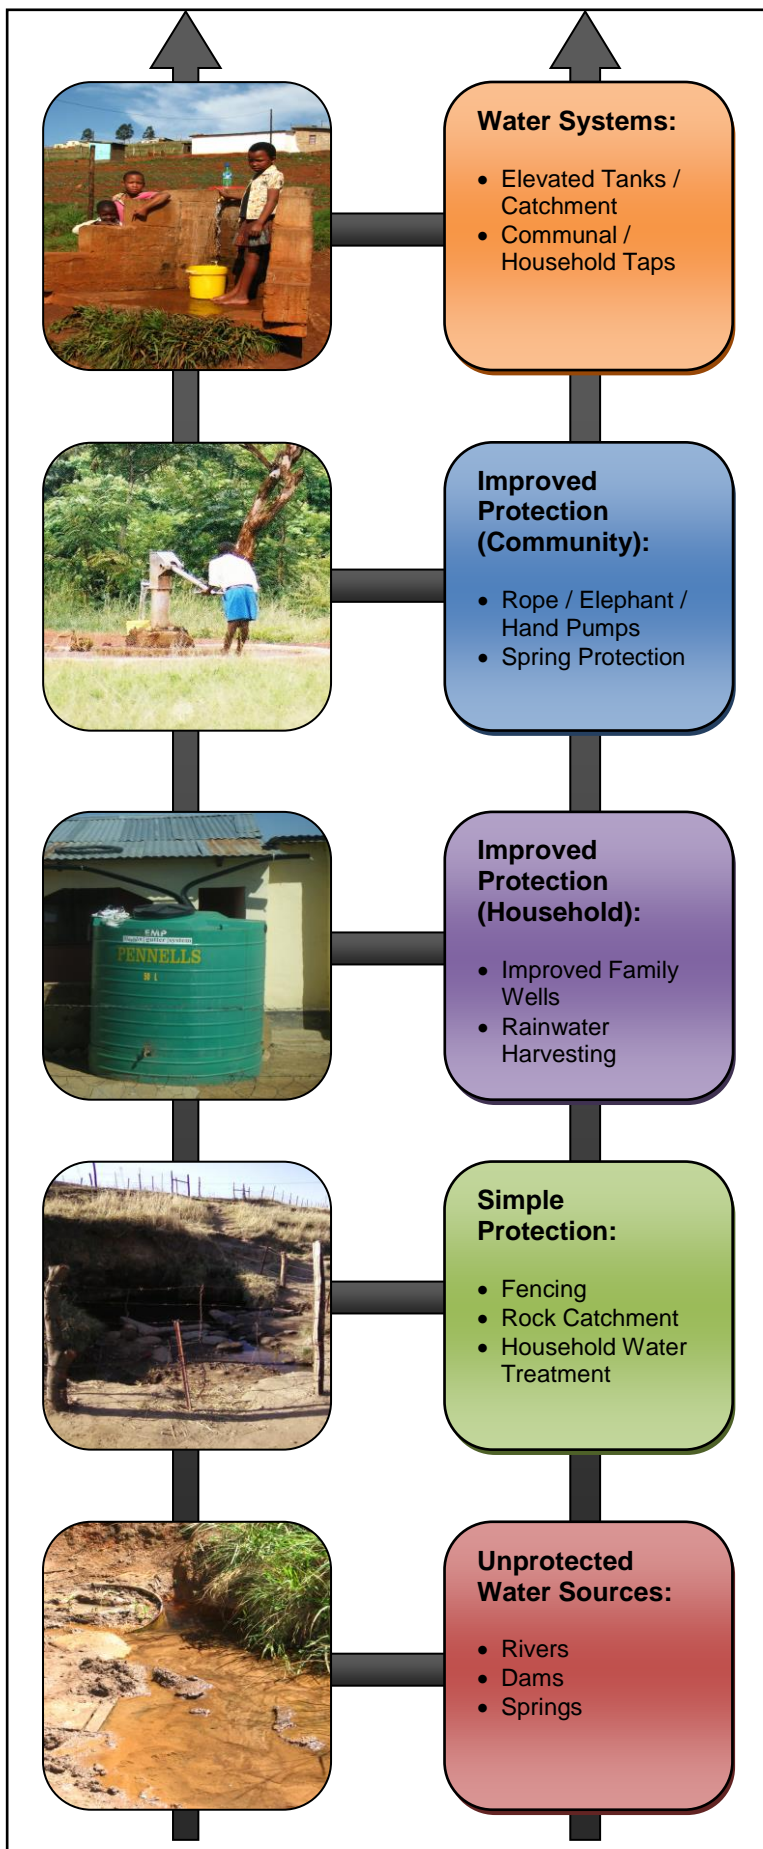 Water Systems:
• Elevated Tanks /
Catchment
• Communal /
Household Taps
Improved
Protection
(Community):
• Rope / Elephant /
Hand Pumps
• Spring Protection
EMP
PENNELLS
Improved
Protection
(Household):
• Improved Family
Wells
• Rainwater
Harvesting
Simple
Protection:
• Fencing
• Rock Catchment
• Household Water
Treatment
Unprotected
Water Sources:
• Rivers
• Dams
• Springs